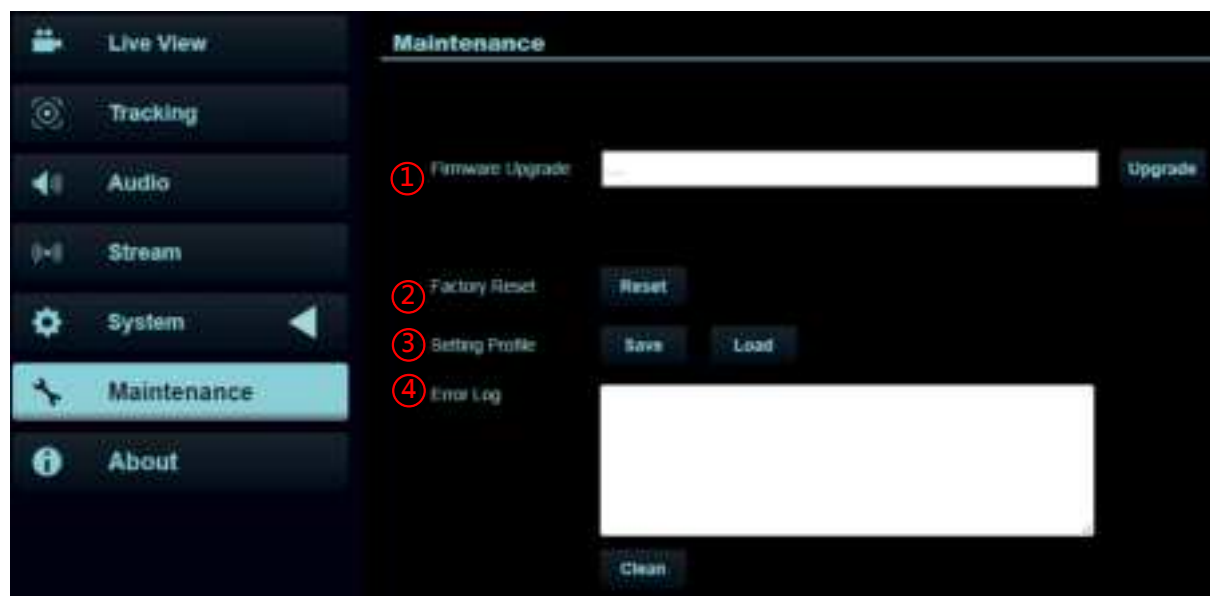 Live View
Tracking
Audio
Stream
System
Maintenance
About
Maintenance
1 Firmware Upgrade Upgrade
2 Factory Reset Reset
3 Setting Profile Save Load
4 Error Log
Clean